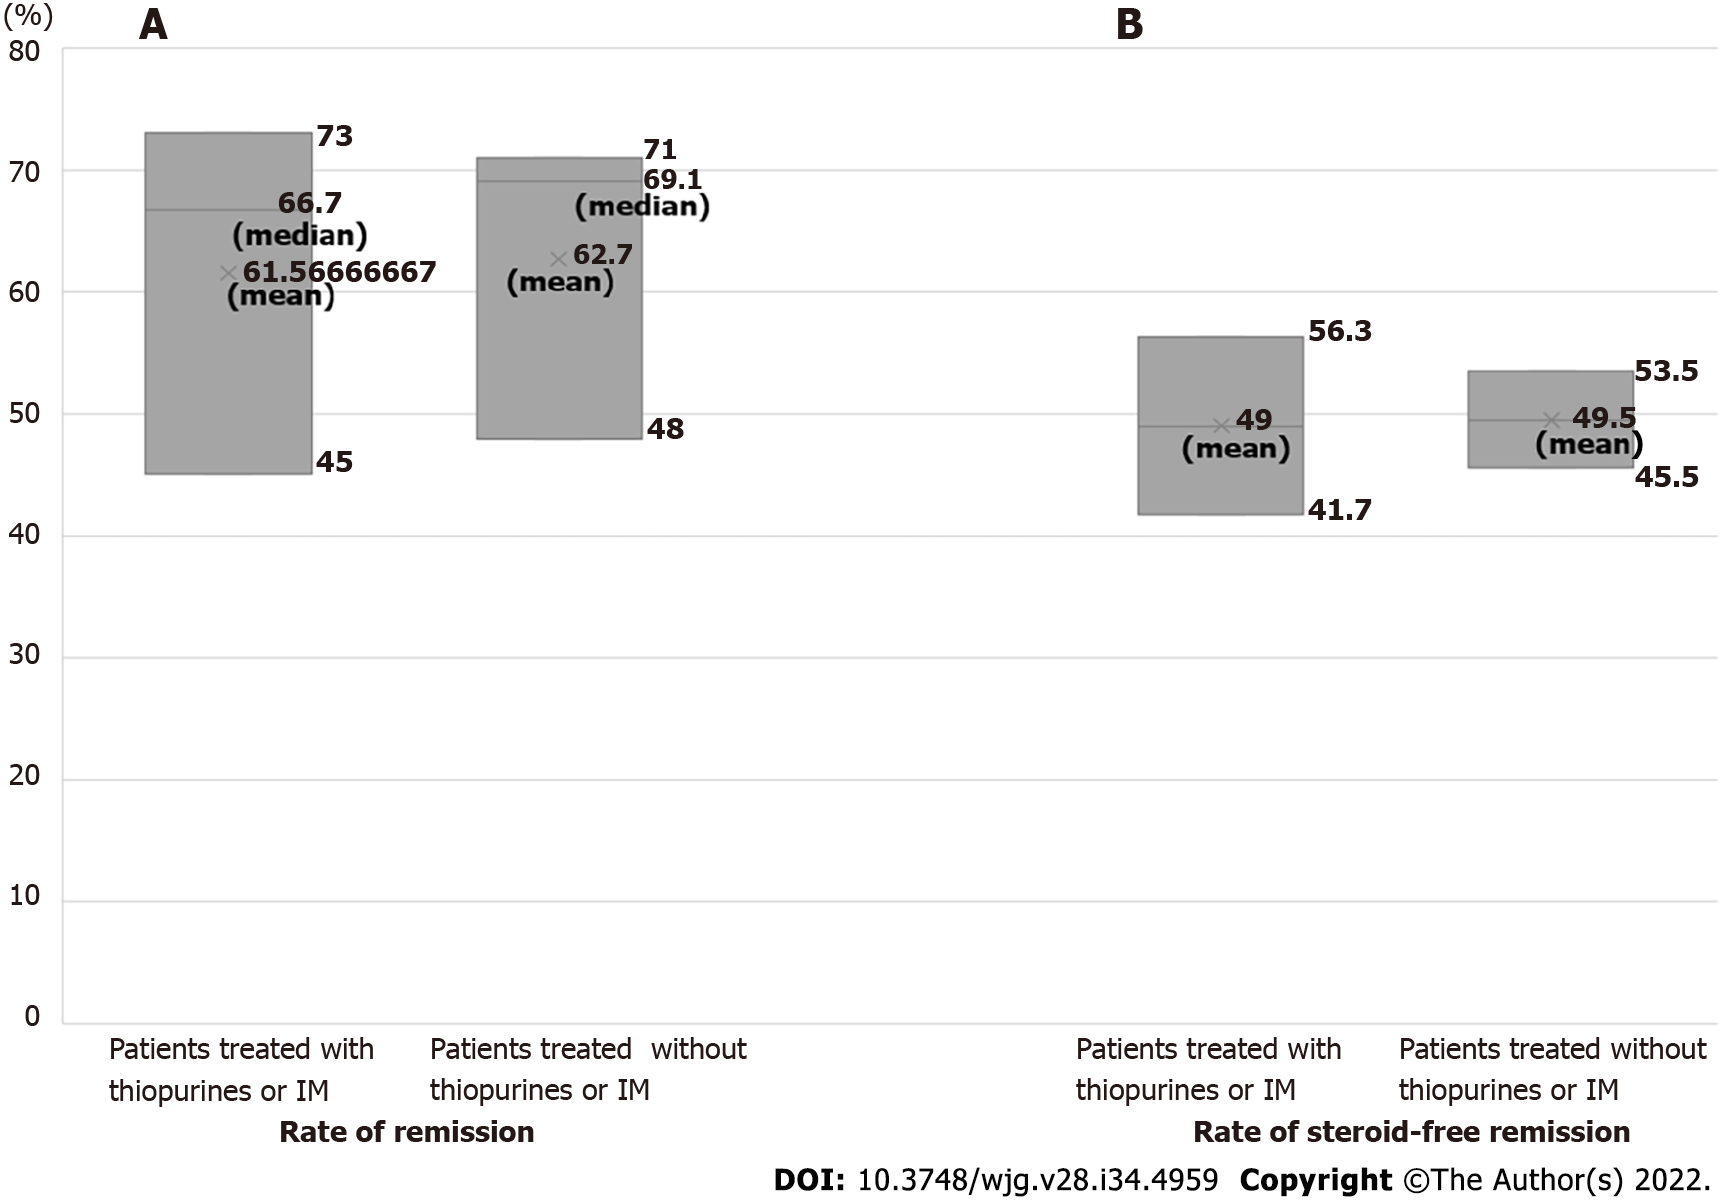 (%)
A
B
80
70
60
50
40
30
20
10
0
73
66.7
(median)
61.56666667
(mean)
45
71
69.1
(median)
62.7
(mean)
48
56.3
49
(mean)
41.7
53.5
49.5
(mean)
45.5
Patients treated with
thiopurines or IM
Patients treated  without
thiopurines or IM
Rate of remission
Patients treated with
thiopurines or IM
Patients treated without
thiopurines or IM
Rate of steroid-free remission
DOI: 10.3748/wjg.v28.i34.4959  Copyright ©The Author(s) 2022.